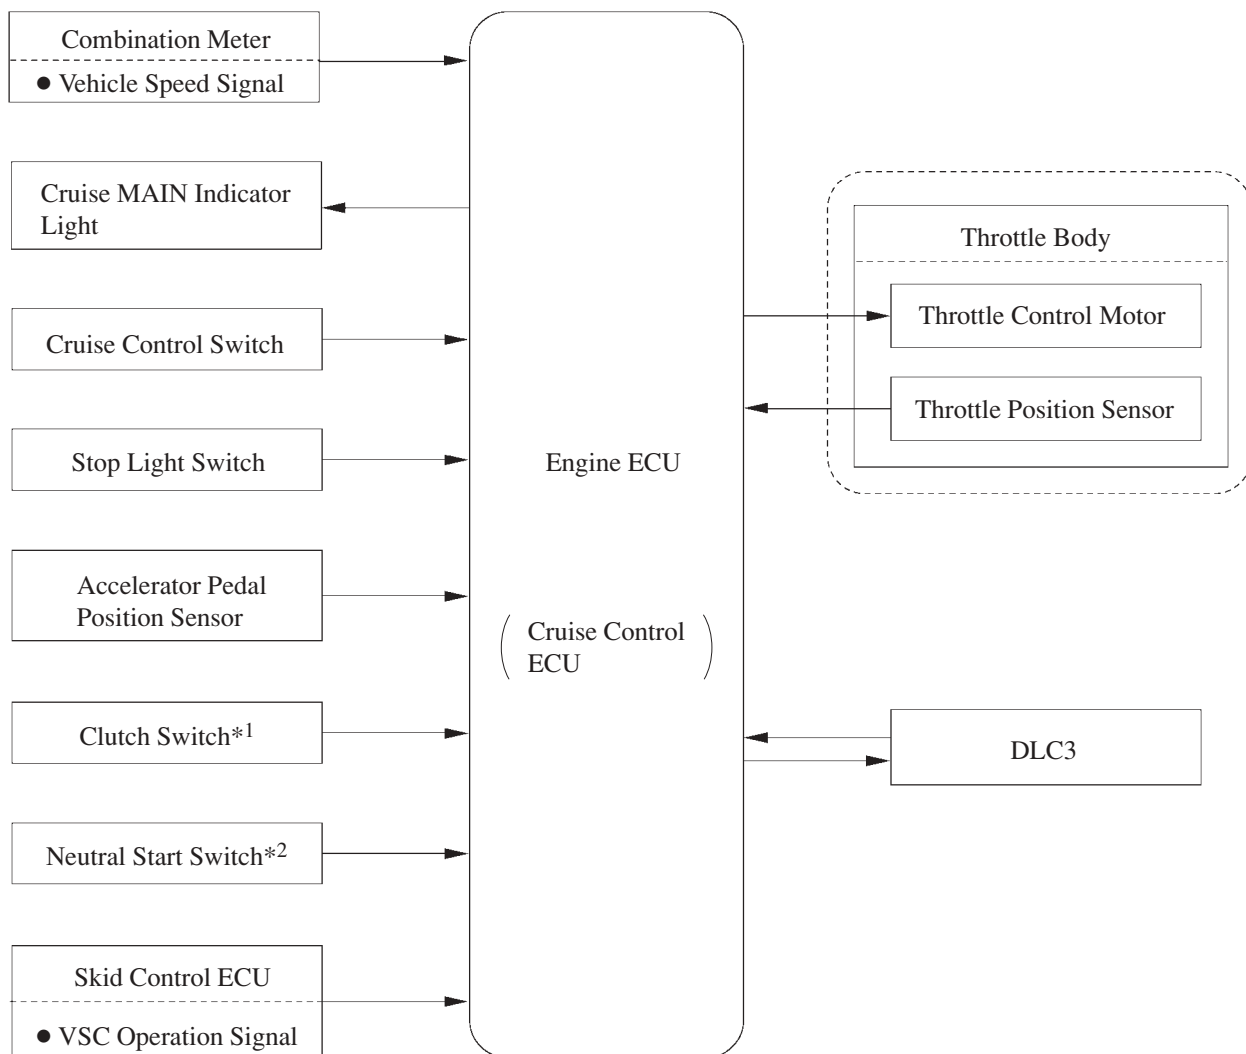 Combination Meter
● Vehicle Speed Signal
Cruise MAIN Indicator
Light
Cruise Control Switch
Stop Light Switch
Accelerator Pedal
Position Sensor
Clutch Switch*1
Neutral Start Switch*2
Skid Control ECU
● VSC Operation Signal
Engine ECU
( Cruise Control
ECU )
Throttle Body
Throttle Control Motor
Throttle Position Sensor
DLC3